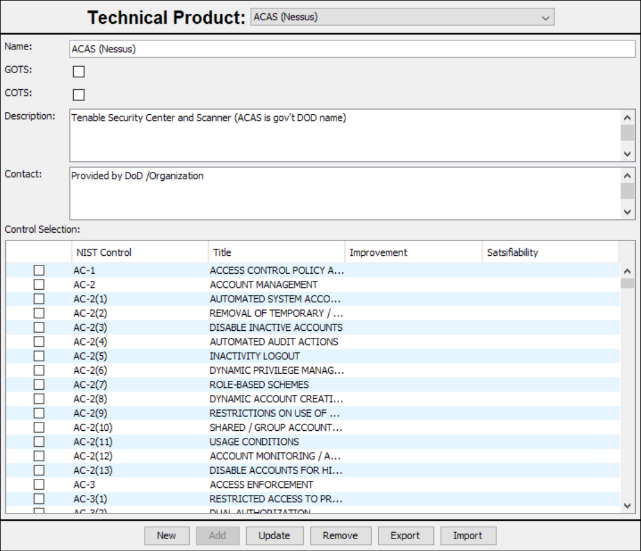 Technical Product: ACAS (Nessus)
Name: ACAS (Nessus)
GOTS:
COTS:
Description: Tenable Security Center and Scanner (ACAS is gov't DOD name)
Contact: Provided by DoD /Organization
Control Selection:
NIST Control Title Improvement Satsifiability
AC-1 ACCESS CONTROL POLICY A...
AC-2 ACCOUNT MANAGEMENT
AC-2(1) AUTOMATED SYSTEM ACCO...
AC-2(2) REMOVAL OF TEMPORARY / ...
AC-2(3) DISABLE INACTIVE ACCOUNTS
AC-2(4) AUTOMATED AUDIT ACTIONS
AC-2(5) INACTIVITY LOGOUT
AC-2(6) DYNAMIC PRIVILEGE MANAG...
AC-2(7) ROLE-BASED SCHEMES
AC-2(8) DYNAMIC ACCOUNT CREATI...
AC-2(9) RESTRICTIONS ON USE OF ...
AC-2(10) SHARED / GROUP ACCOUNT...
AC-2(11) USAGE CONDITIONS
AC-2(12) ACCOUNT MONITORING / A...
AC-2(13) DISABLE ACCOUNTS FOR HI...
AC-3 ACCESS ENFORCEMENT
AC-3(1) RESTRICTED ACCESS TO PR...
AC-3(2) DUAL AUTHORIZATION
New Add Update Remove Export Import